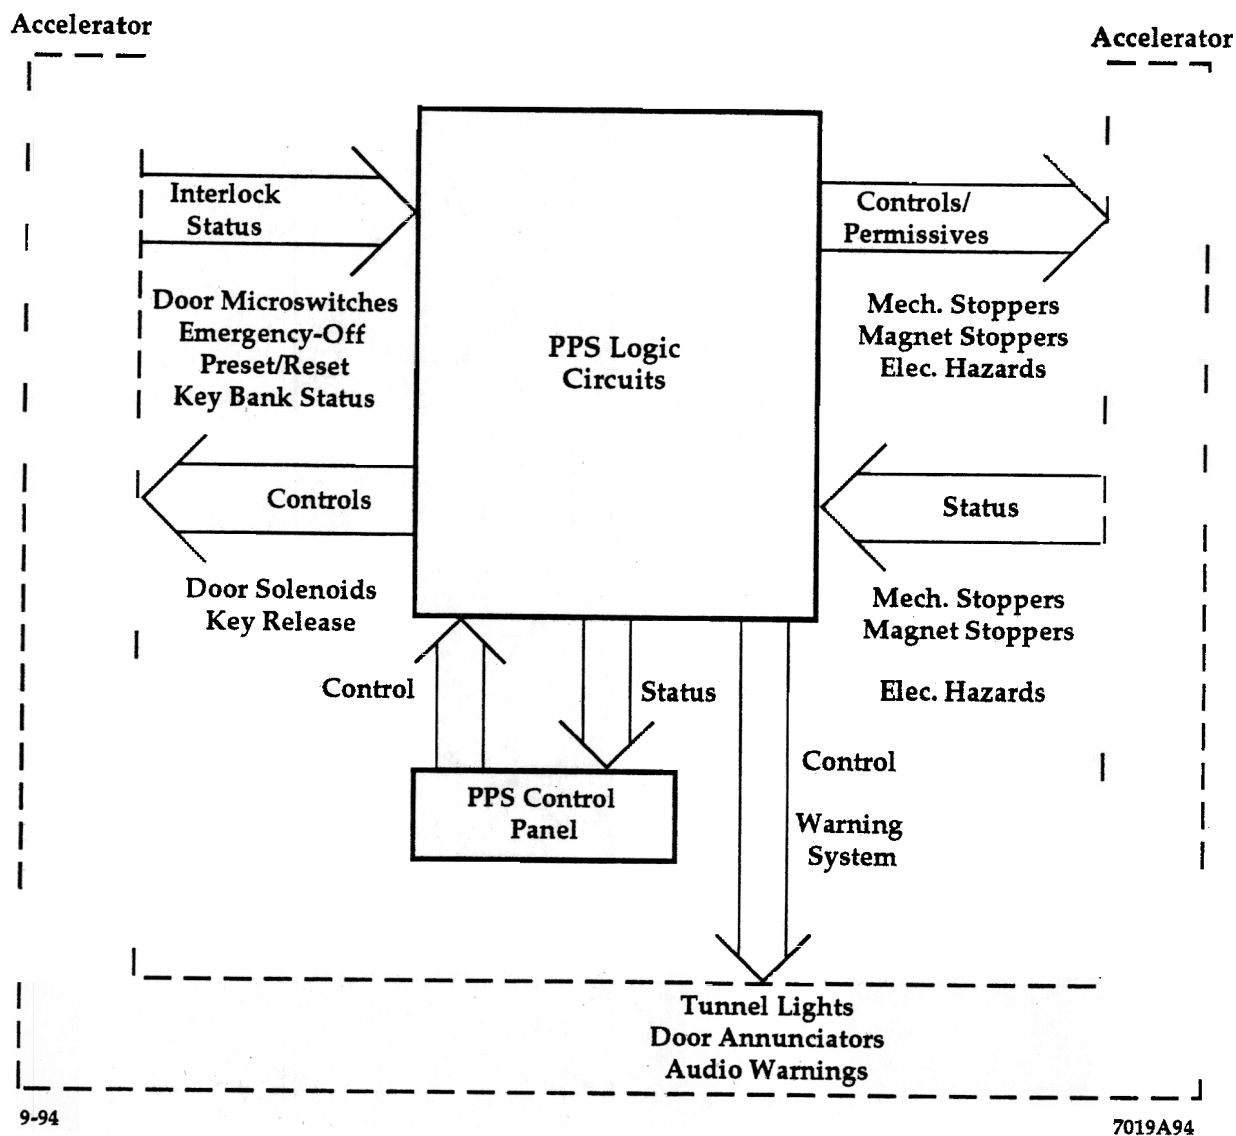 Accelerator
Accelerator
Interlock
Status
Door Microswitches
Emergency-Off
Preset/Reset
Key Bank Status
Controls
Door Solenoids
Key Release
PPS Logic
Circuits
Controls/
Permissives
Mech. Stoppers
Magnet Stoppers
Elec. Hazards
Status
Mech. Stoppers
Magnet Stoppers
Elec. Hazards
Control
Status
PPS Control
Panel
Control
Warning
System
Tunnel Lights
Door Annunciators
Audio Warnings
9-94
7019A94